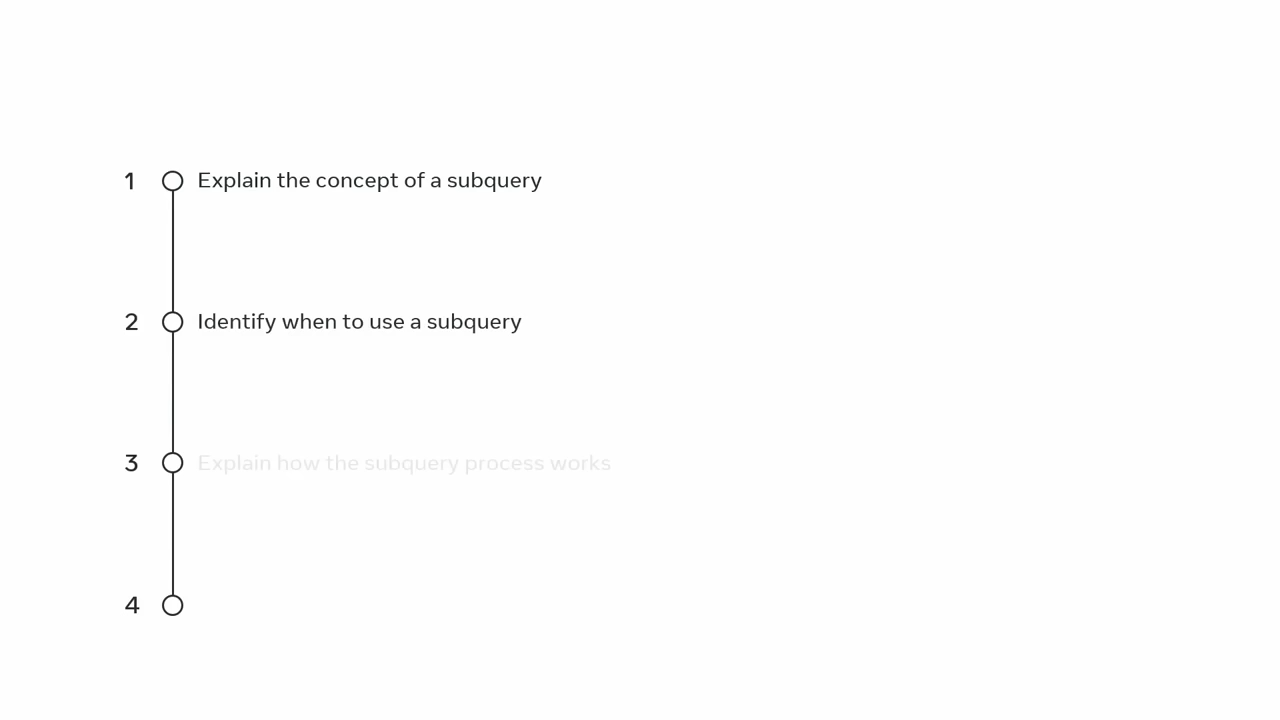 1 Explain the concept of a subquery
2 Identify when to use a subquery
3 Explain how the subquery process works
4